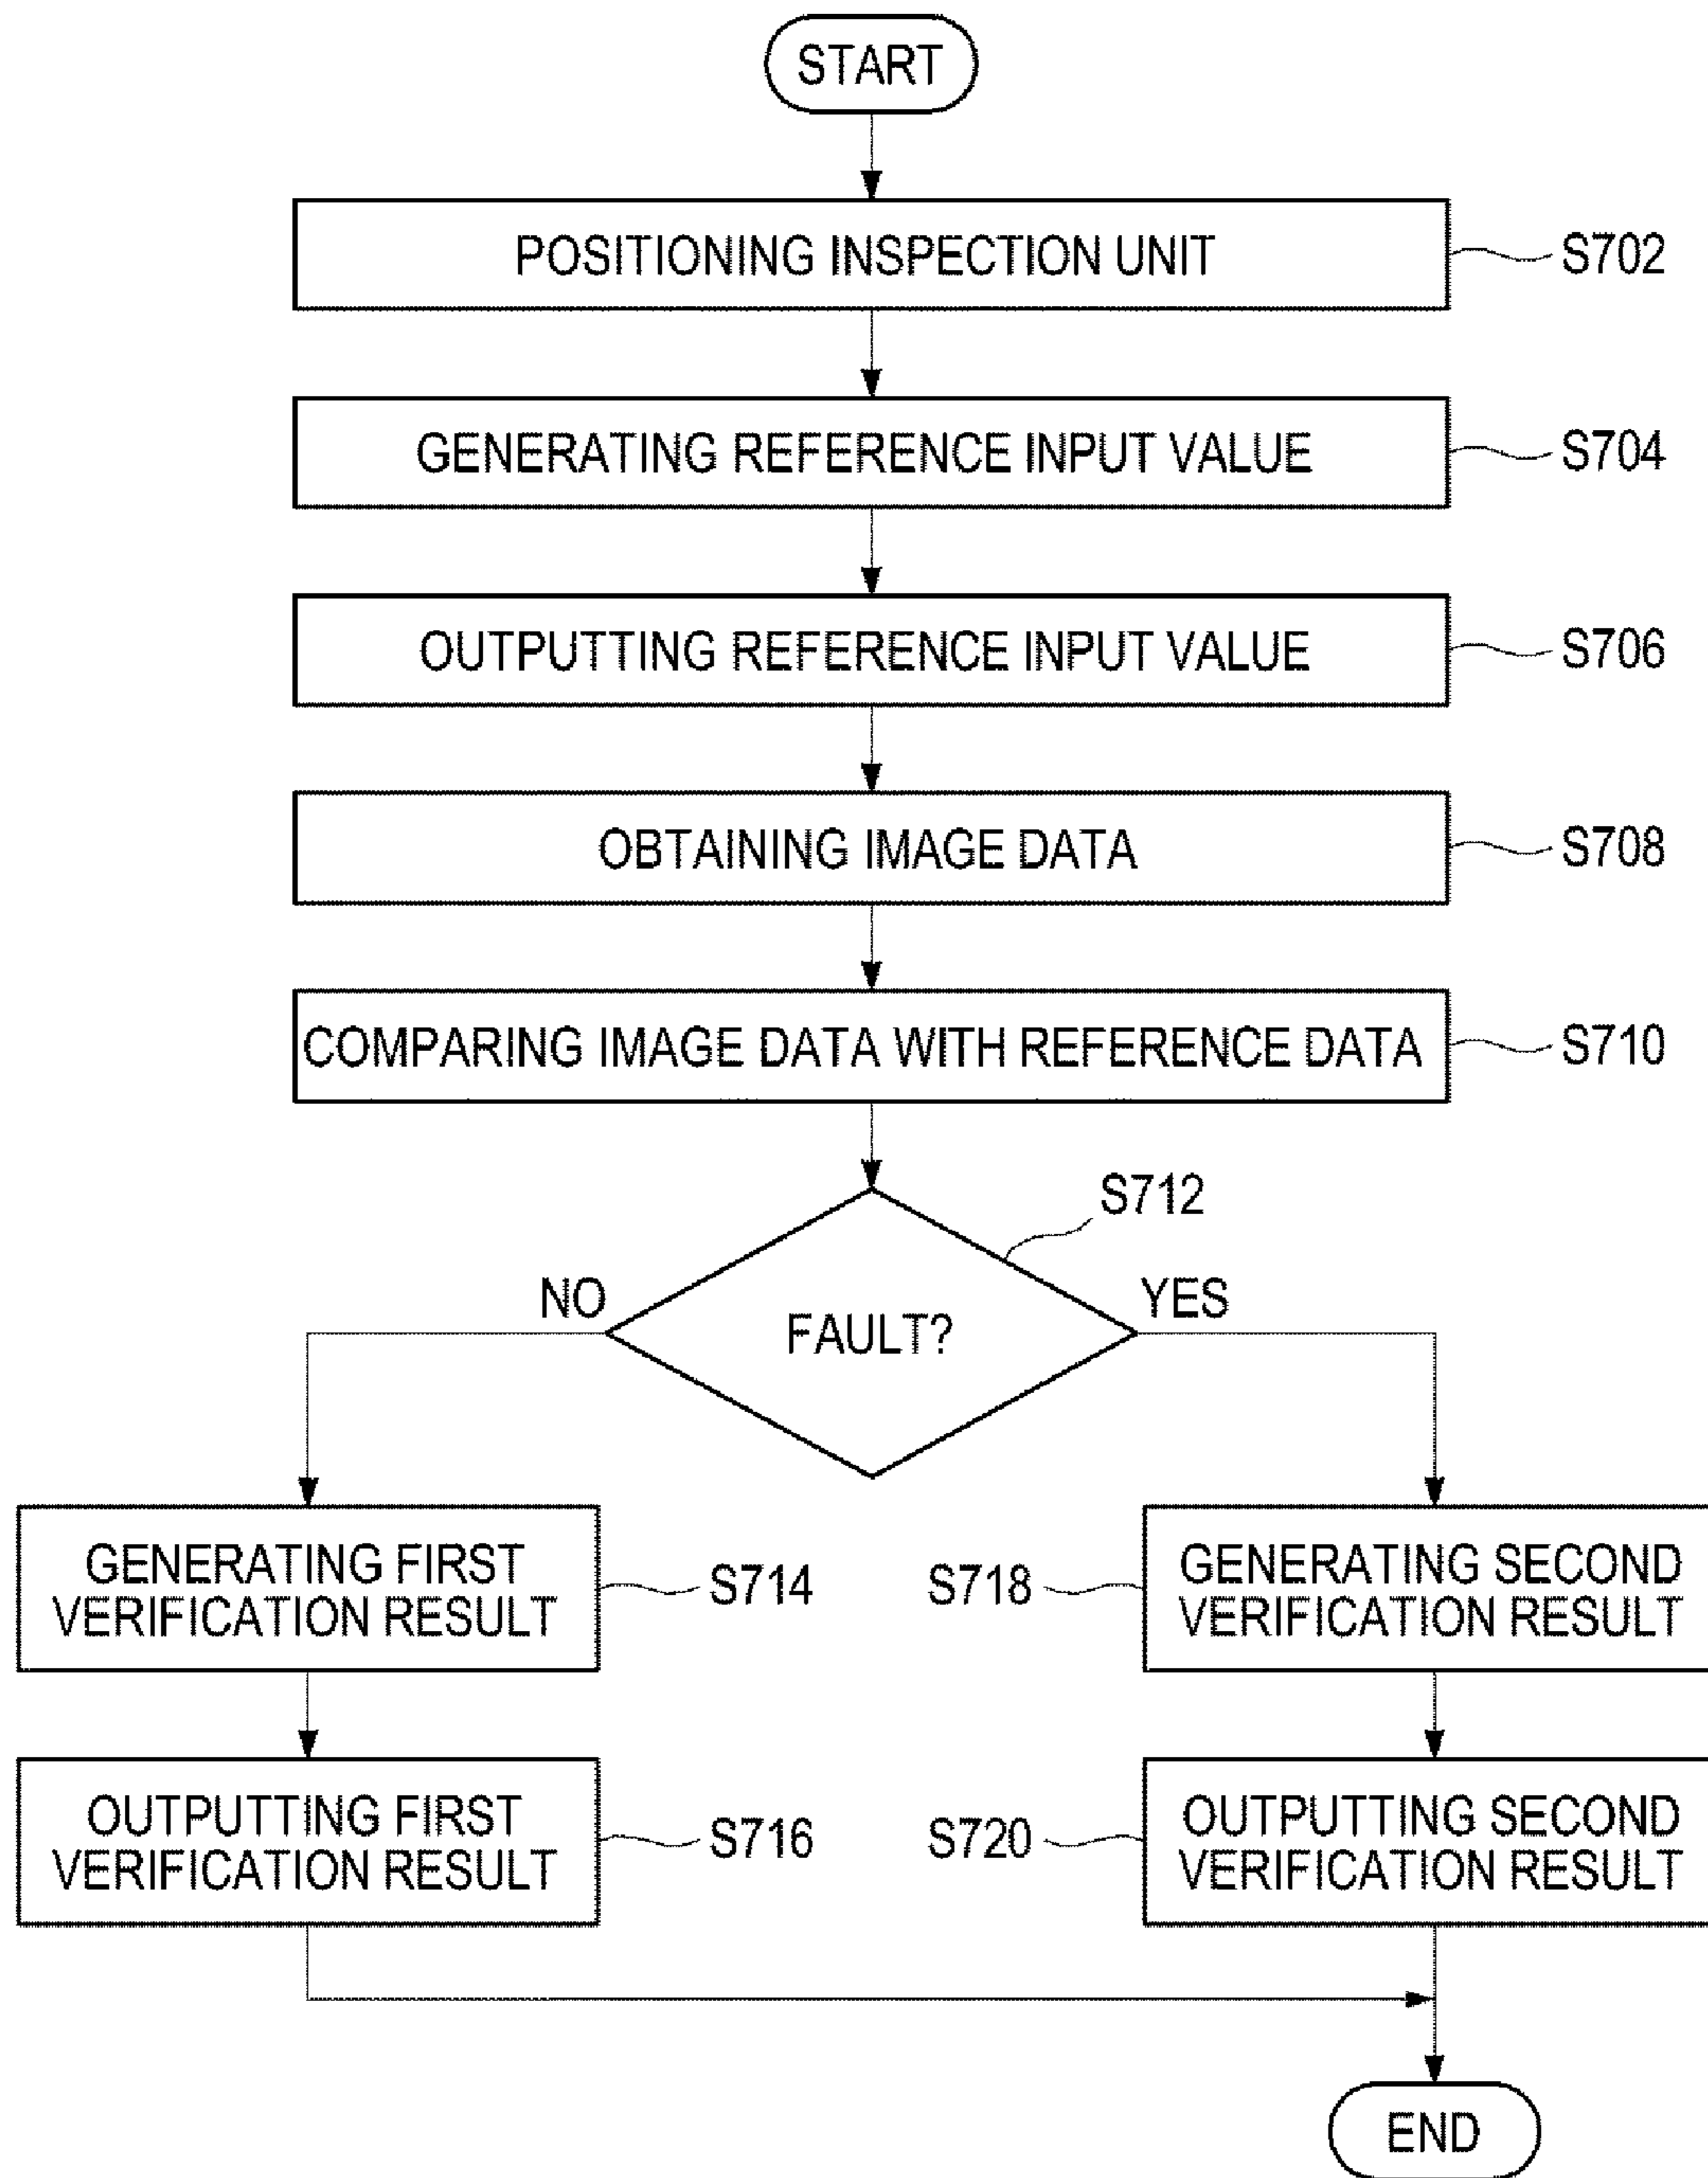 START
POSITIONING INSPECTION UNIT
S702
GENERATING REFERENCE INPUT VALUE
S704
OUTPUTTING REFERENCE INPUT VALUE
S706
OBTAINING IMAGE DATA
S708
COMPARING IMAGE DATA WITH REFERENCE DATA
S710
S712
NO
FAULT?
YES
GENERATING FIRST
VERIFICATION RESULT
S714
S718
GENERATING SECOND
VERIFICATION RESULT
OUTPUTTING FIRST
VERIFICATION RESULT
S716
S720
OUTPUTTING SECOND
VERIFICATION RESULT
END